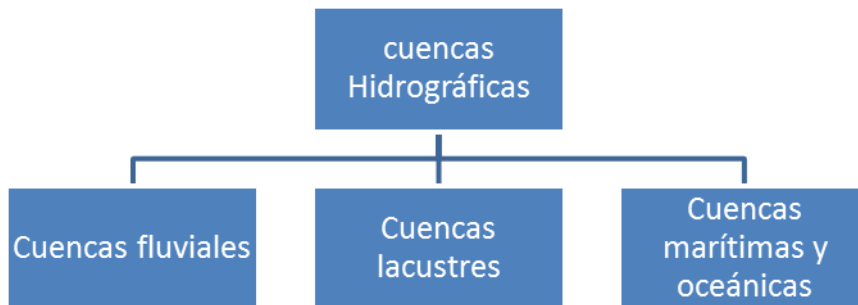 cuencas
Hidrográficas
Cuencas fluviales
Cuencas
lacustres
Cuencas
marítimas y
oceánicas